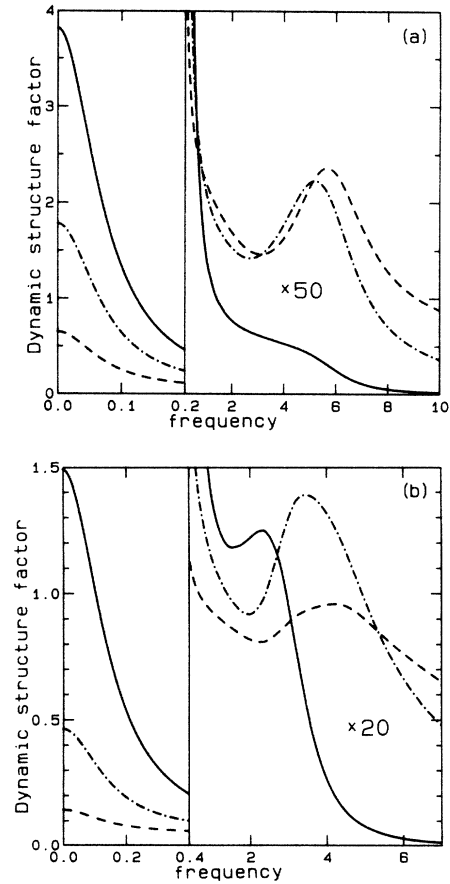 4
(a)
3
Dynamic structure factor
2
×50
1
0
0.0 0.1 0.2 2 4 6 8 10
frequency
1.5
(b)
1.0
Dynamic structure factor
0.5
×20
0.0
0.0 0.2 0.4 2 4 6
frequency